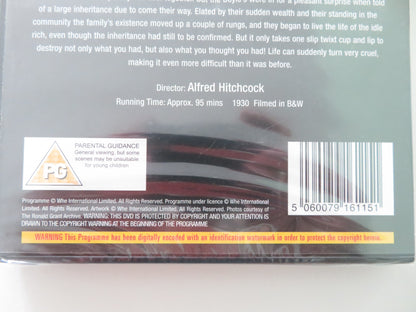 of a large inheritance due to come their way. Elated by their sudden wealth and their standing in the
community the family's existence moved up a couple of rungs, and they began to live the life of the idle
rich, even though the inheritance had still to be confirmed. But it only takes one slip twixt cup and lip to
destroy not only what you had, but also what you thought you had! Life can suddenly turn very cruel,
making it even more difficult than it was before.
Director: Alfred Hitchcock
Running Time: Approx. 95 mins 1930 Filmed in B&W
PG
PARENTAL GUIDANCE
General viewing, but some
scenes may be unsuitable
for young children
Programme © Whe International Limited. All Rights Reserved. Programme under licence © Whe International
Limited. All Rights Reserved, Artwork © Whe International Limited. All Rights Reserved. Photos courtesy of
The Ronald Grant Archive. WARNING: THIS DVD IS PROTECTED BY COPYRIGHT AND YOUR ATTENTION IS
DRAWN TO THE COPYRIGHT WARNING AT THE BEGINNING OF THE PROGRAMME
5 060079 161151
WARNING This Programme has been digitally encoded with an identification watermark in order to protect the copyright herein.